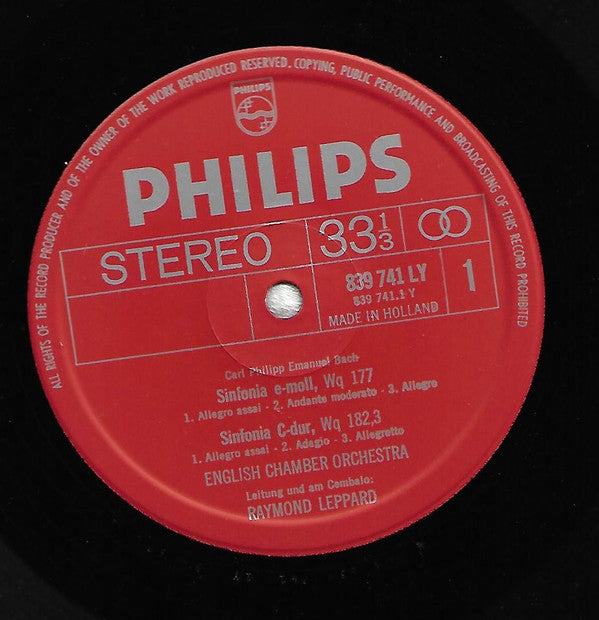 ALL RIGHTS OF THE RECORD PRODUCER AND OF THE OWNER OF THE WORK REPRODUCED RESERVED. COPYING, PUBLIC PERFORMANCE AND BROADCASTING OF THIS RECORD PROHIBITED
PHILIPS
PHILIPS
STEREO
33 1/3
839 741 LY
839 741.1 Y
MADE IN HOLLAND
1
Carl Philipp Emanuel Bach
Sinfonia e-moll, Wq 177
1. Allegro assai - 2. Andante moderato - 3. Allegro
Sinfonia C-dur, Wq 182,3
1. Allegro assai - 2. Adagio - 3. Allegretto
ENGLISH CHAMBER ORCHESTRA
Leitung und am Cembalo:
RAYMOND LEPPARD